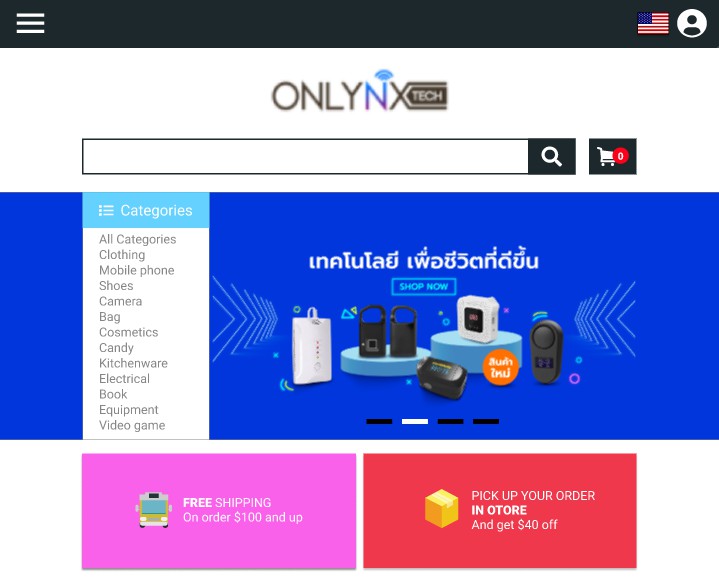 ONLYNX TECH
0
Categories
All Categories
Clothing
Mobile phone
Shoes
Camera
Bag
Cosmetics
Candy
Kitchenware
Electrical
Book
Equipment
Video game
เทคโนโลยี เพื่อชีวิตที่ดีขึ้น
SHOP NOW
สินค้า
ใหม่
FREE SHIPPING
On order $100 and up
PICK UP YOUR ORDER
IN OTORE
And get $40 off